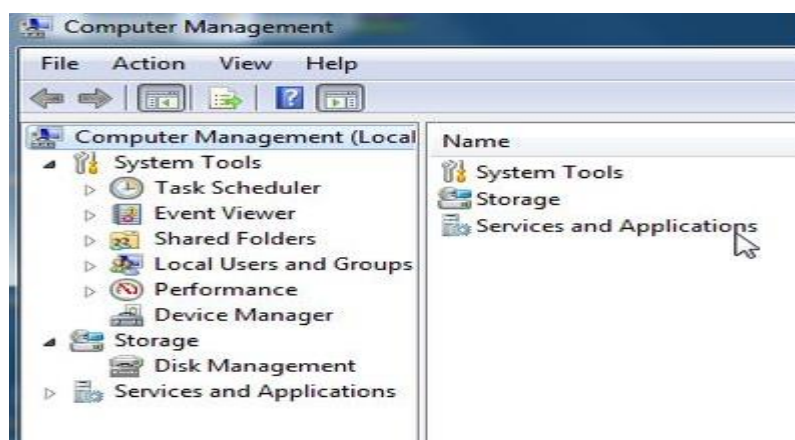 Computer Management
File Action View Help
Computer Management (Local
System Tools
Task Scheduler
Event Viewer
Shared Folders
Local Users and Groups
Performance
Device Manager
Storage
Disk Management
Services and Applications
Name
System Tools
Storage
Services and Applications